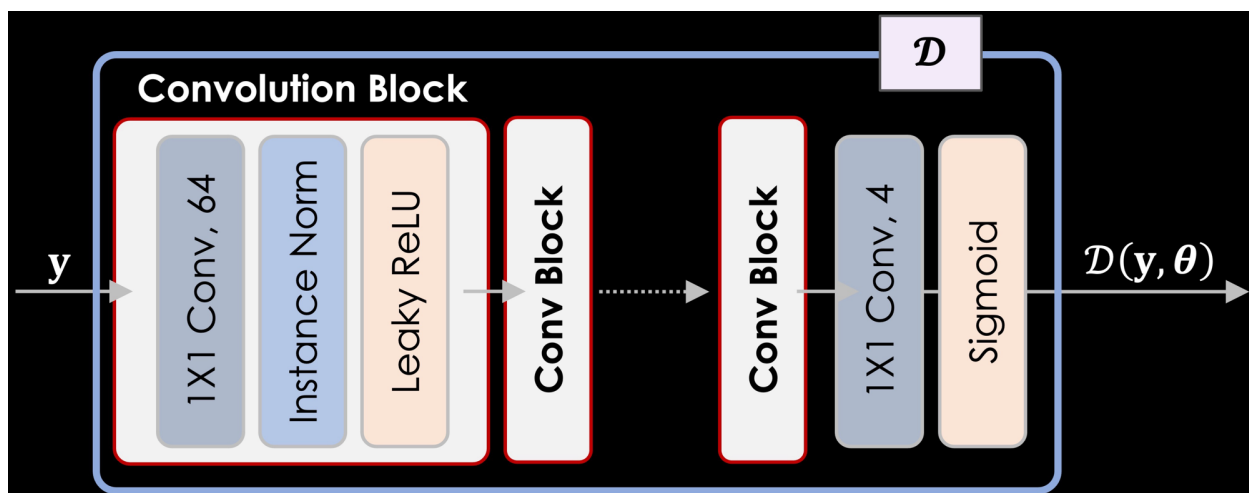 𝒟
Convolution Block
y
1X1 Conv, 64
Instance Norm
Leaky ReLU
Conv Block
Conv Block
1X1 Conv, 4
Sigmoid
𝒟(y, θ)